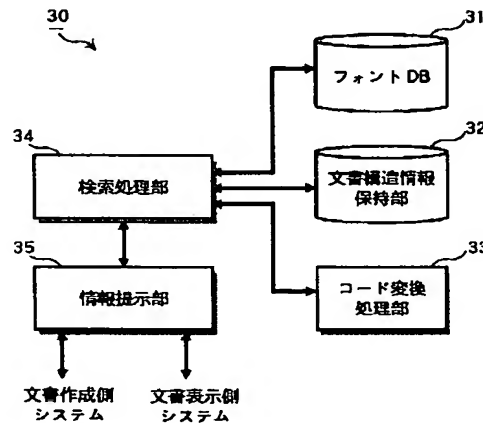 30
31
フォントDB
32
文書構造情報
保持部
34
検索処理部
35
情報提示部
33
コード変換
処理部
文書作成側
システム
文書表示側
システム